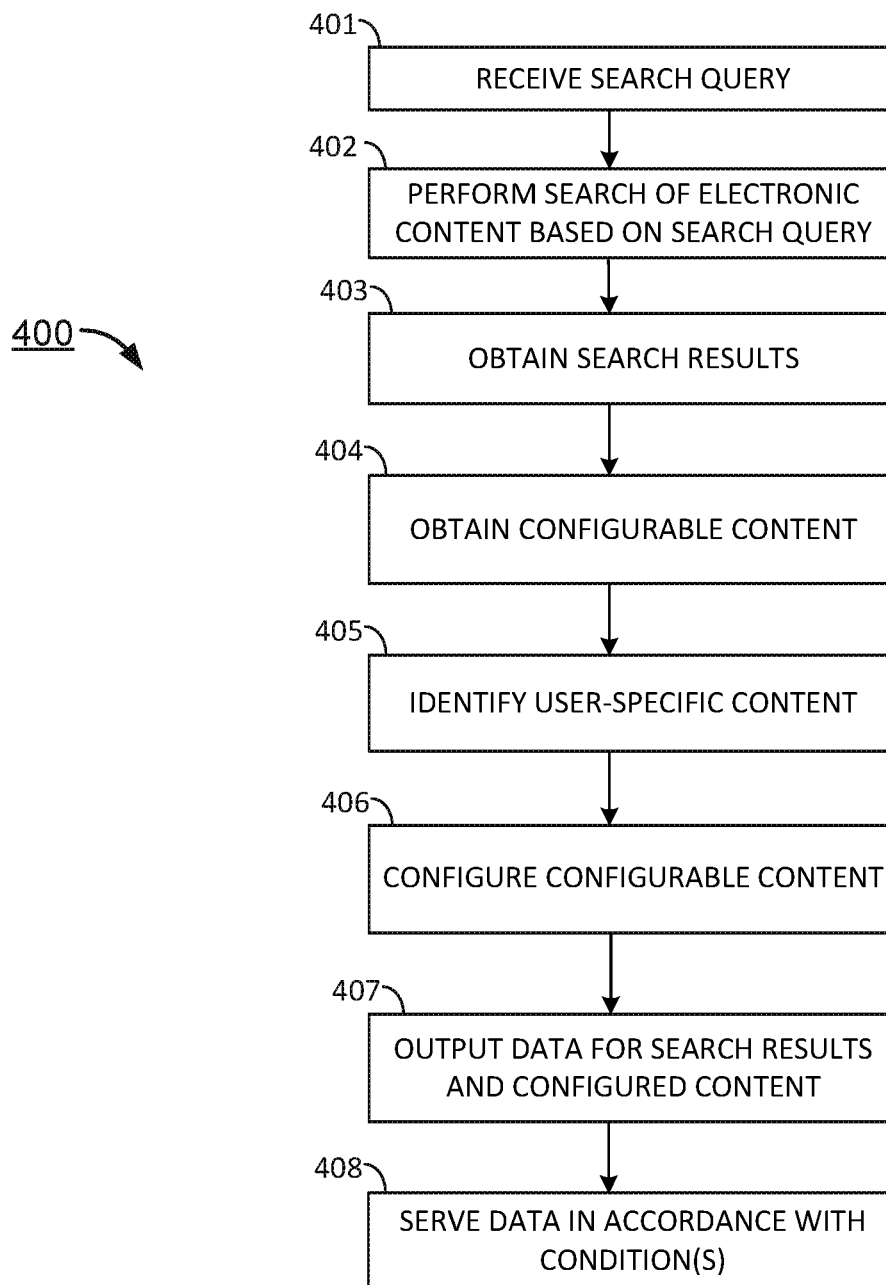 401
RECEIVE SEARCH QUERY
402
PERFORM SEARCH OF ELECTRONIC
CONTENT BASED ON SEARCH QUERY
403
400
OBTAIN SEARCH RESULTS
404
OBTAIN CONFIGURABLE CONTENT
405
IDENTIFY USER-SPECIFIC CONTENT
406
CONFIGURE CONFIGURABLE CONTENT
407
OUTPUT DATA FOR SEARCH RESULTS
AND CONFIGURED CONTENT
408
SERVE DATA IN ACCORDANCE WITH
CONDITION(S)